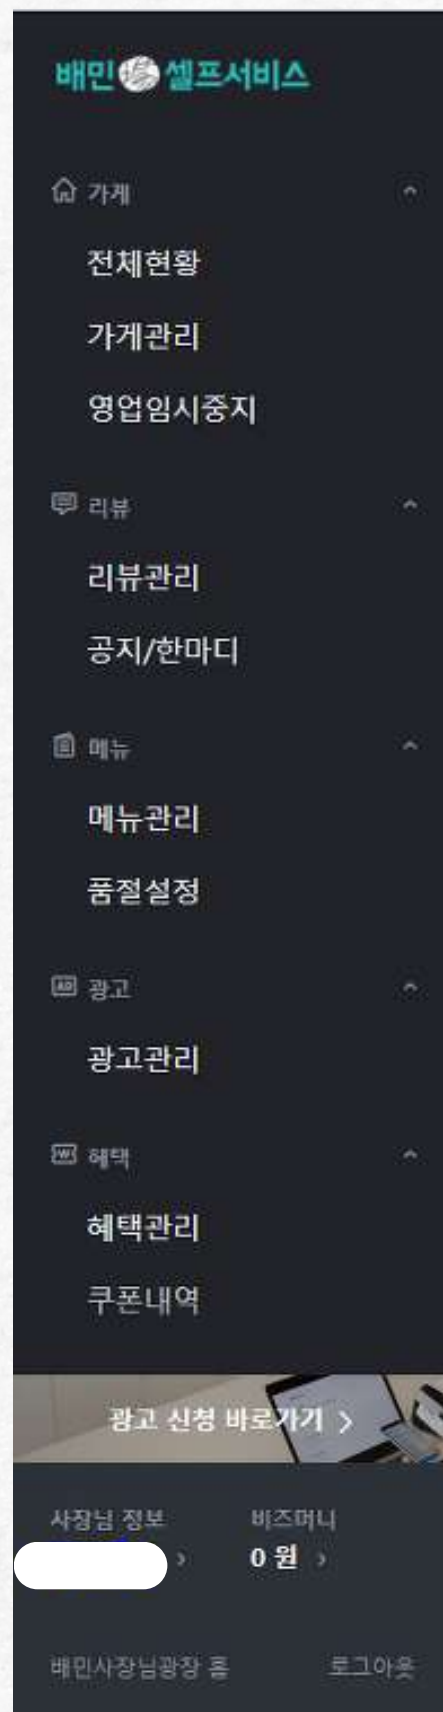 배민 셀프서비스
가게
전체현황
가게관리
영업임시중지
리뷰
리뷰관리
공지/한마디
메뉴
메뉴관리
품절설정
광고
광고관리
혜택
혜택관리
쿠폰내역
광고 신청 바로가기
사장님 정보 비즈머니
0 원
배민사장님광장 홈 로그아웃